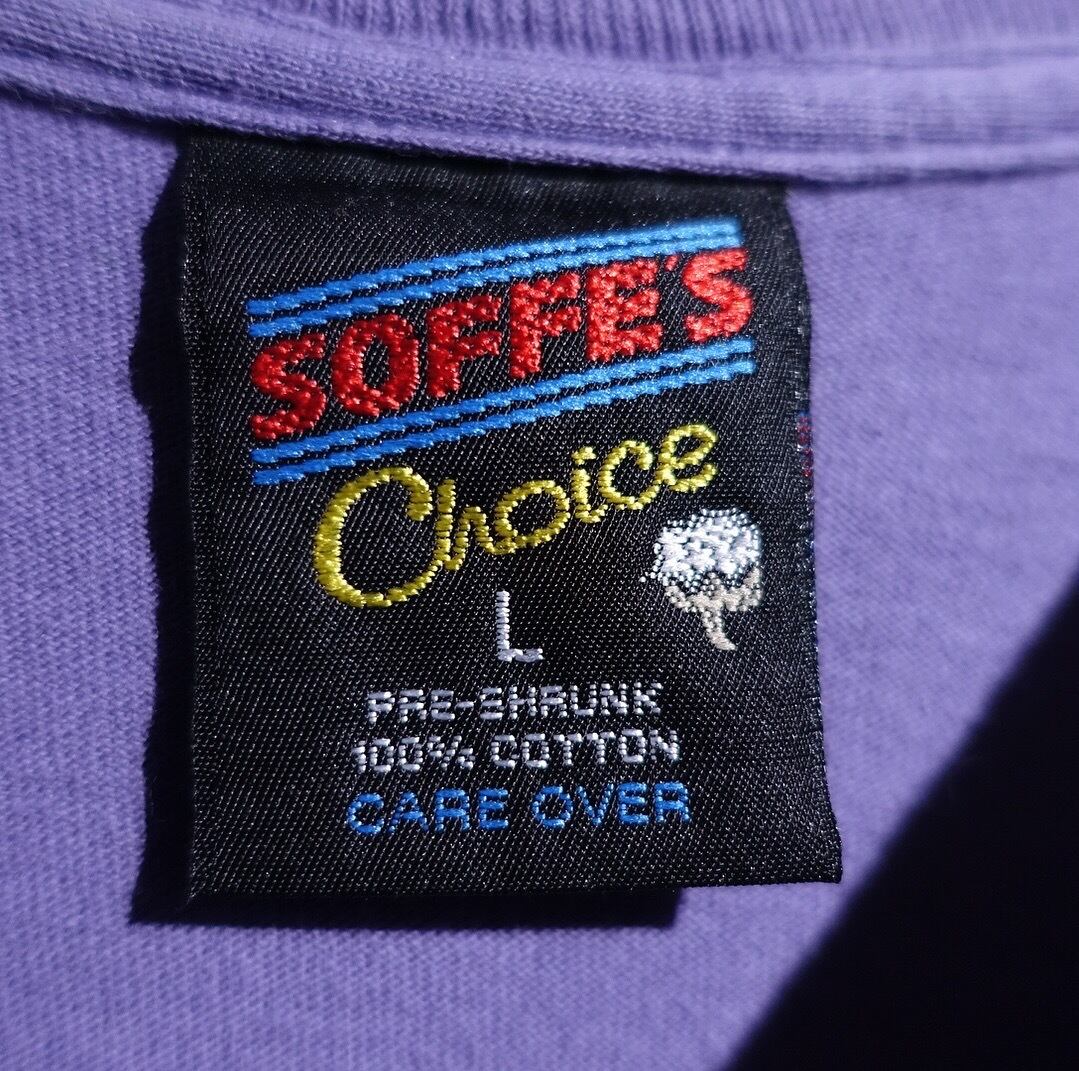 SOFFE'S
Choice
L
PRE-SHRUNK
100% COTTON
CARE OVER